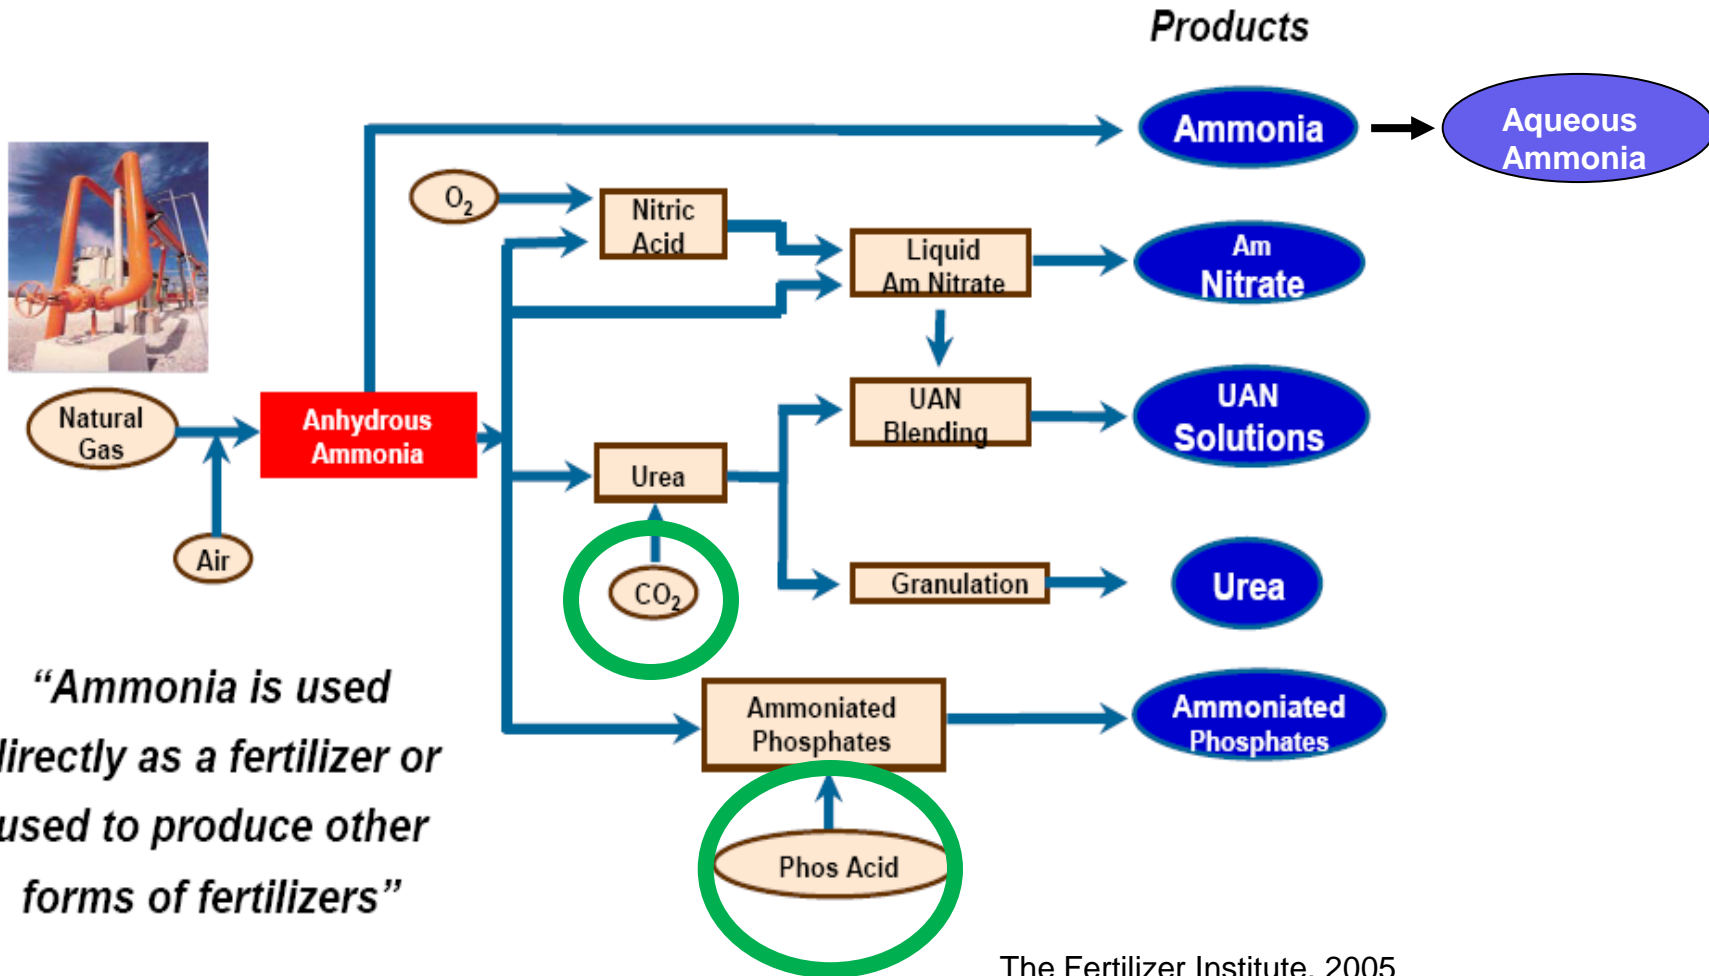 Products
Ammonia
Aqueous
Ammonia
O2
Nitric
Acid
Liquid
Am Nitrate
Am
Nitrate
Natural
Gas
Anhydrous
Ammonia
UAN
Blending
UAN
Solutions
Urea
Air
CO2
Granulation
Urea
"Ammonia is used
directly as a fertilizer or
used to produce other
forms of fertilizers"
Ammoniated
Phosphates
Ammoniated
Phosphates
Phos Acid
The Fertilizer Institute, 2005